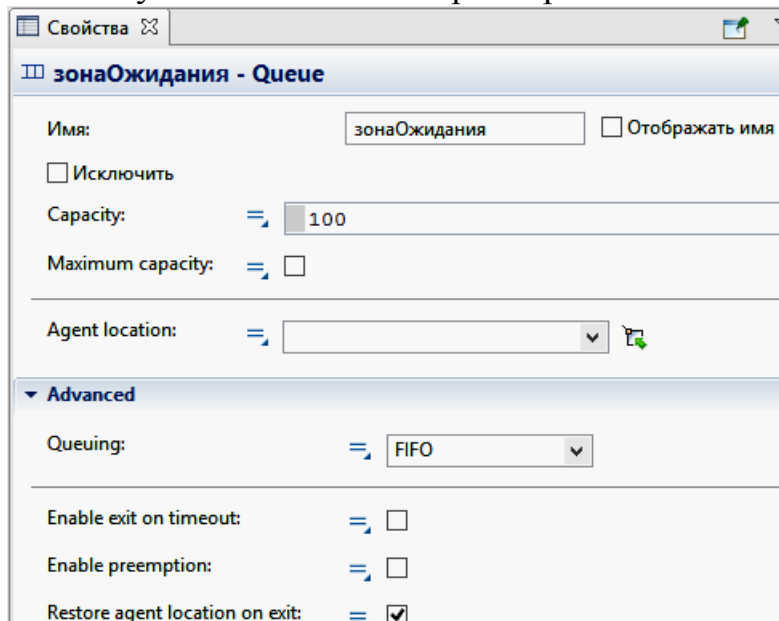 Свойства
зонаОжидания - Queue
Имя: зонаОжидания Отображать имя
Исключить
Capacity: 100
Maximum capacity:
Agent location:
Advanced
Queuing: FIFO
Enable exit on timeout:
Enable preemption:
Restore agent location on exit: